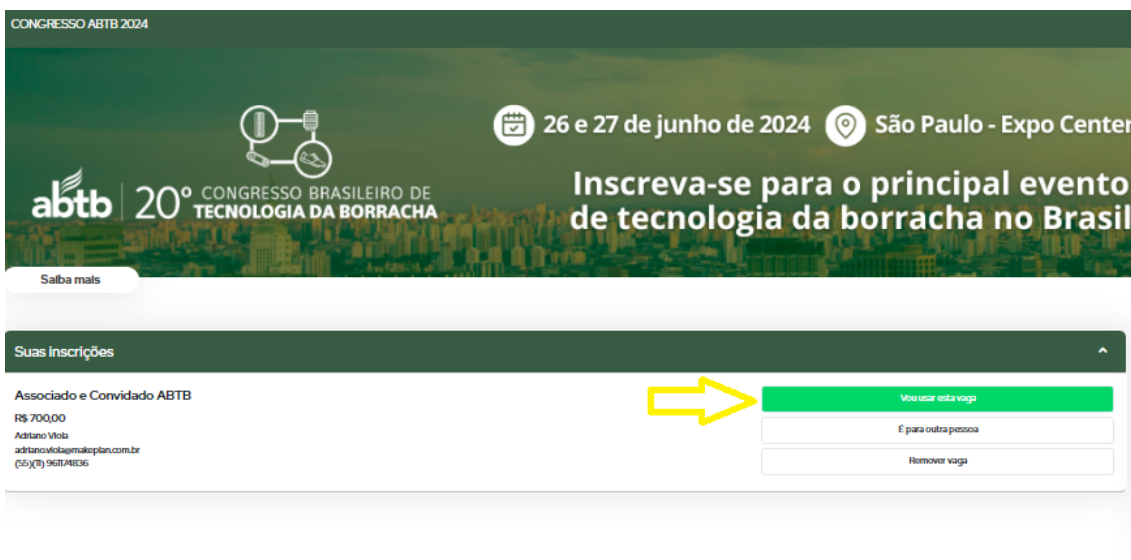 CONGRESSO ABTB 2024
26 e 27 de junho de 2024 São Paulo - Expo Center
abtb 20º CONGRESSO BRASILEIRO DE
TECNOLOGIA DA BORRACHA
Inscreva-se para o principal evento
de tecnologia da borracha no Brasil
Saiba mais
Suas inscrições
Associado e Convidado ABTB
R$ 700,00
Adriano Viola
adriano.viola@makeplan.com.br
(55)(11) 961174836
Vou usar esta vaga
É para outra pessoa
Remover vaga